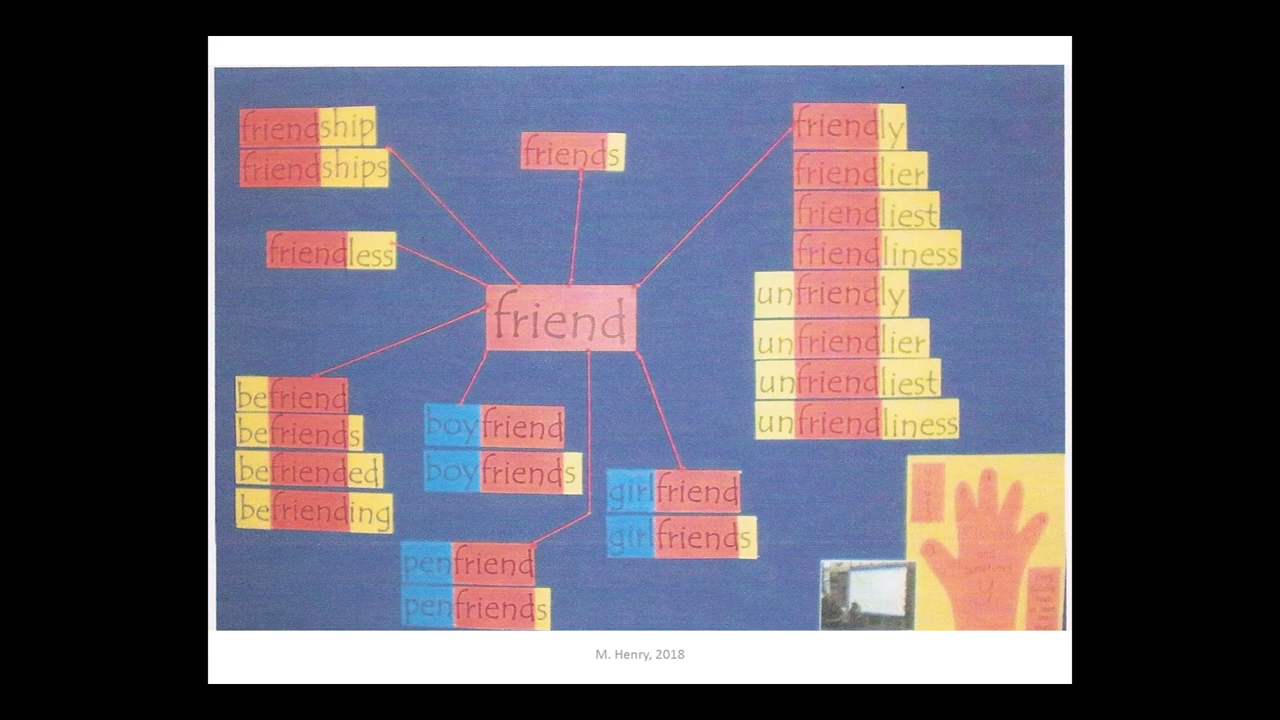 friendship
friendships
friendless
friends
friend
friendly
friendlier
friendliest
friendliness
unfriendly
unfriendlier
unfriendliest
unfriendliness
befriend
befriends
befriended
befriending
boyfriend
boyfriends
girlfriend
girlfriends
penfriend
penfriends
sometimes
y
M. Henry, 2018